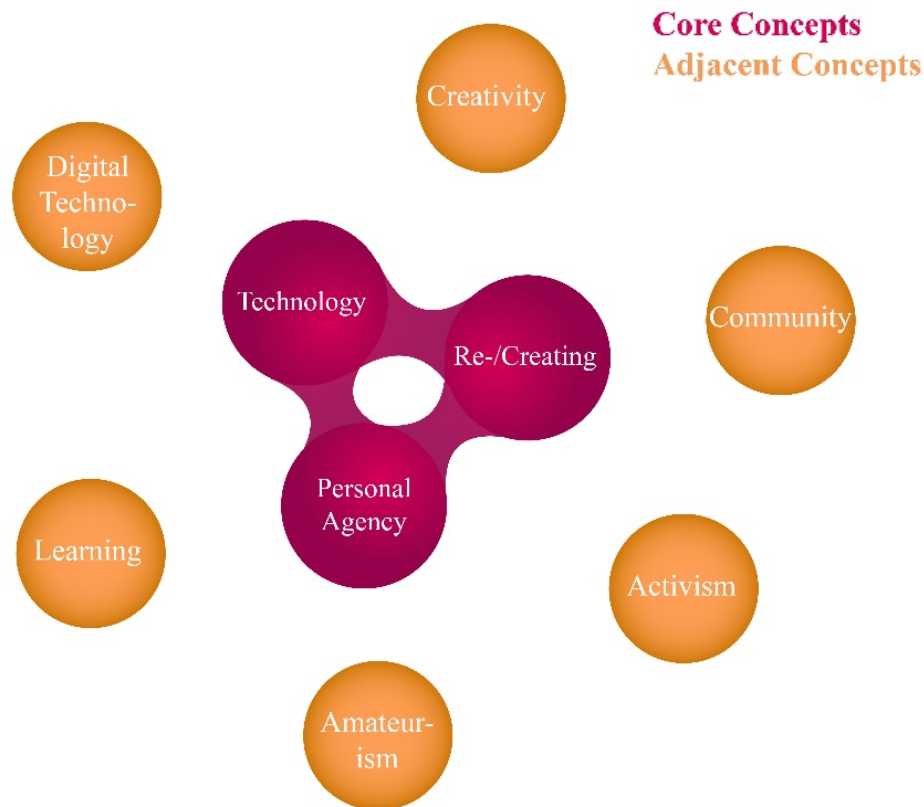 Core Concepts
Adjacent Concepts
Creativity
Digital
Techno-
logy
Technology
Community
Re-/Creating
Personal
Agency
Learning
Activism
Amateur-
ism